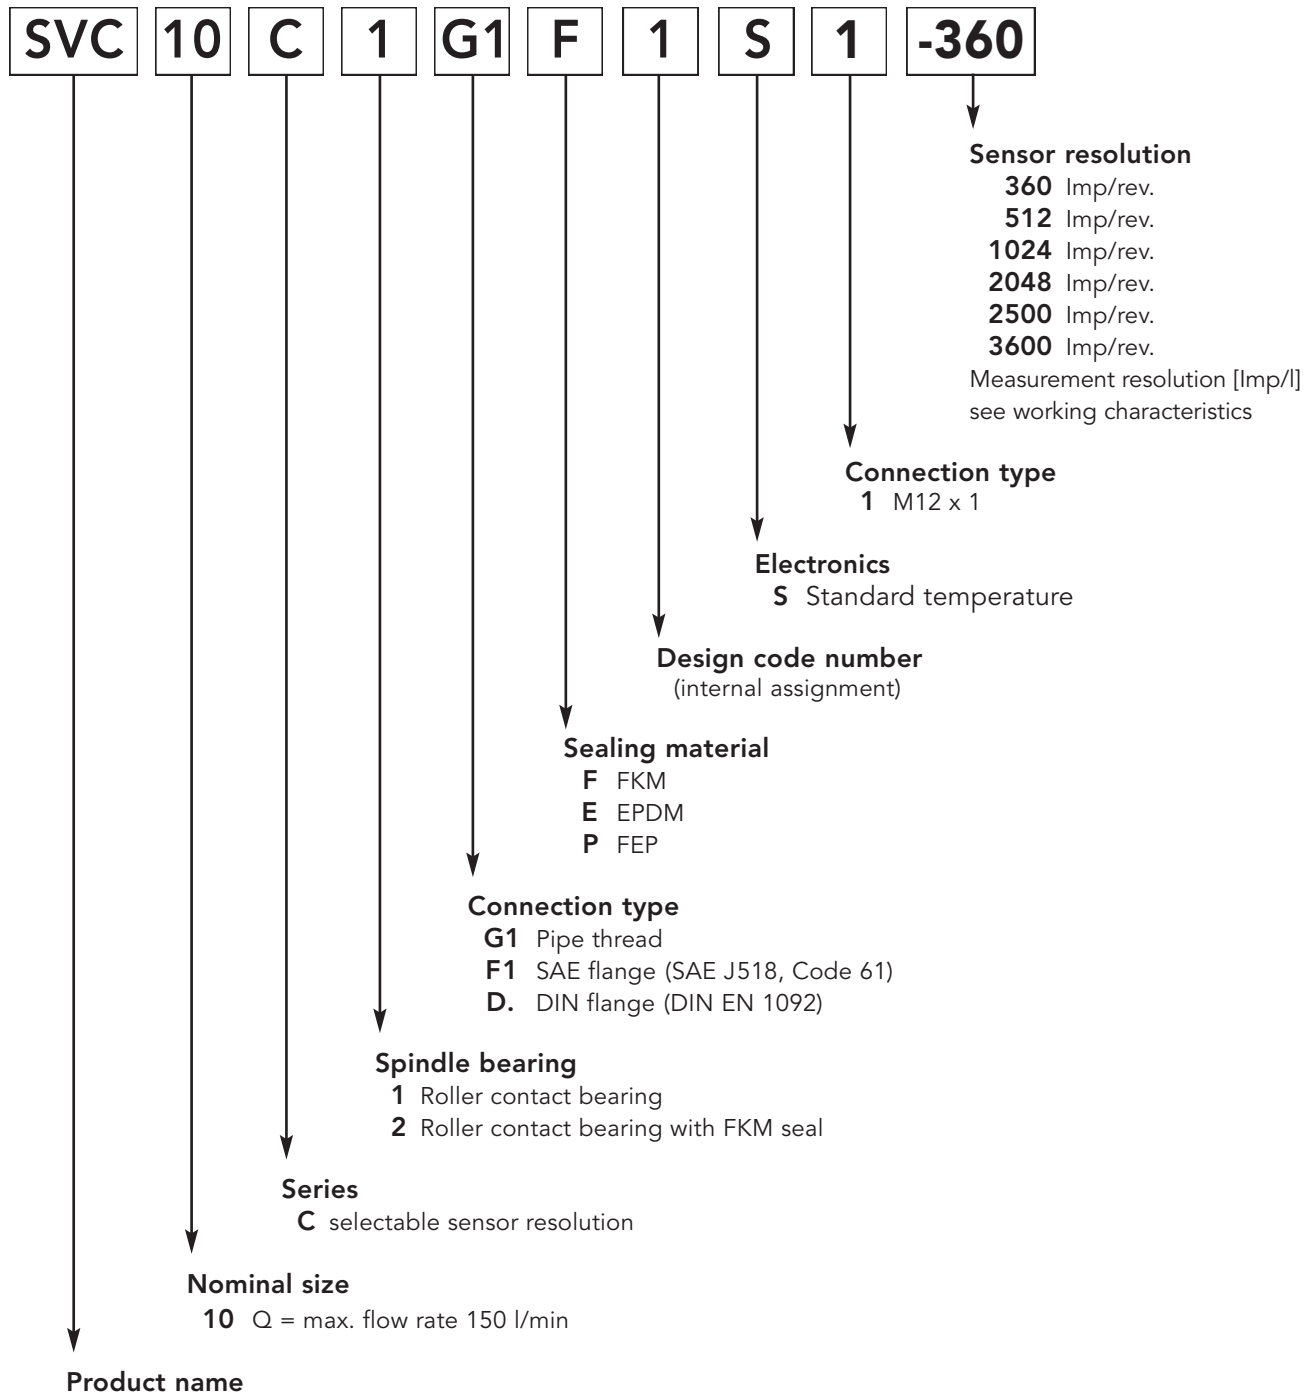 SVC 10 C 1 G1 F 1 S 1 -360
Sensor resolution
360 Imp/rev.
512 Imp/rev.
1024 Imp/rev.
2048 Imp/rev.
2500 Imp/rev.
3600 Imp/rev.
Measurement resolution [Imp/l]
see working characteristics
Connection type
1 M12 x 1
Electronics
S Standard temperature
Design code number
(internal assignment)
Sealing material
F FKM
E EPDM
P FEP
Connection type
G1 Pipe thread
F1 SAE flange (SAE J518, Code 61)
D. DIN flange (DIN EN 1092)
Spindle bearing
1 Roller contact bearing
2 Roller contact bearing with FKM seal
Series
C selectable sensor resolution
Nominal size
10 Q = max. flow rate 150 l/min
Product name